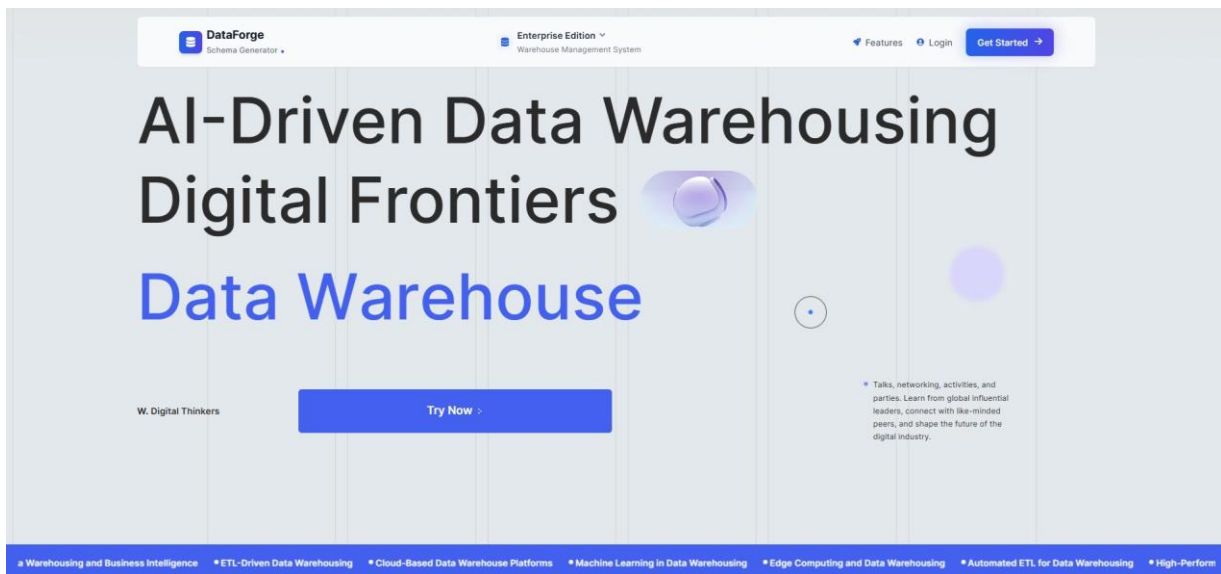 DataForge
Schema Generator
Enterprise Edition
Warehouse Management System
Features
Login
Get Started →
AI-Driven Data Warehousing
Digital Frontiers
Data Warehouse
W. Digital Thinkers
Try Now >
Talks, networking, activities, and
parties. Learn from global influential
leaders, connect with like-minded
peers, and shape the future of the
digital industry.
a Warehousing and Business Intelligence • ETL-Driven Data Warehousing • Cloud-Based Data Warehouse Platforms • Machine Learning in Data Warehousing • Edge Computing and Data Warehousing • Automated ETL for Data Warehousing • High-Perform